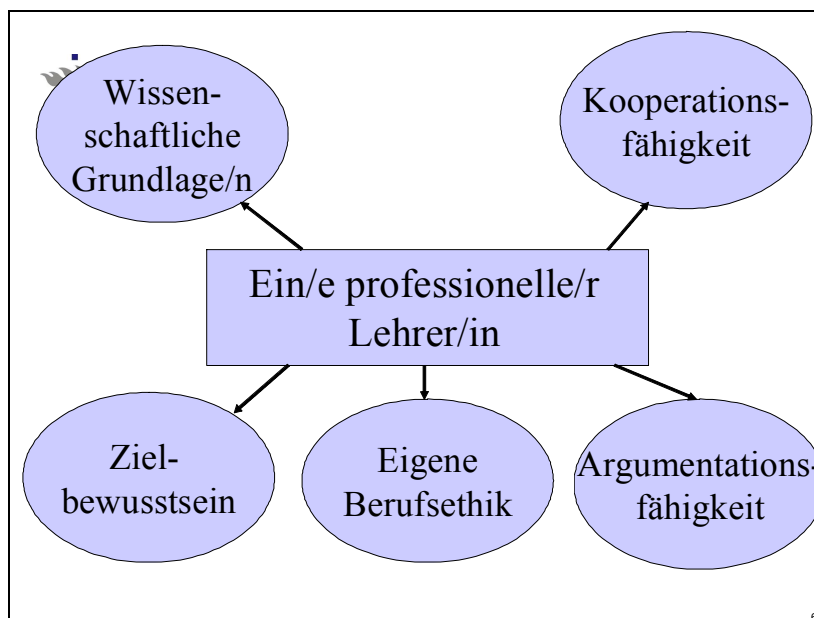 Wissen-
schaftliche
Grundlage/n
Kooperations-
fähigkeit
Ein/e professionelle/r
Lehrer/in
Ziel-
bewusstsein
Eigene
Berufsethik
Argumentations-
fähigkeit